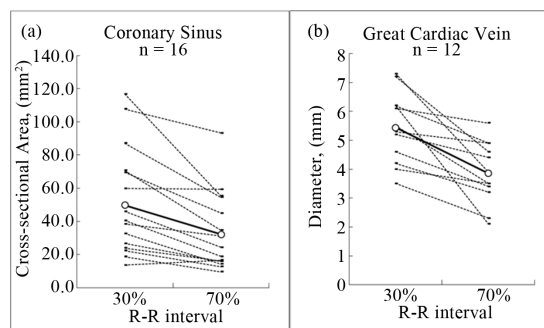 (a) Coronary Sinus
n = 16
Cross-sectional Area, (mm²)
140.0
120.0
100.0
80.0
60.0
40.0
20.0
0.0
30% 70%
R-R interval
(b) Great Cardiac Vein
n = 12
Diameter, (mm)
8
7
6
5
4
3
2
1
0
30% 70%
R-R interval